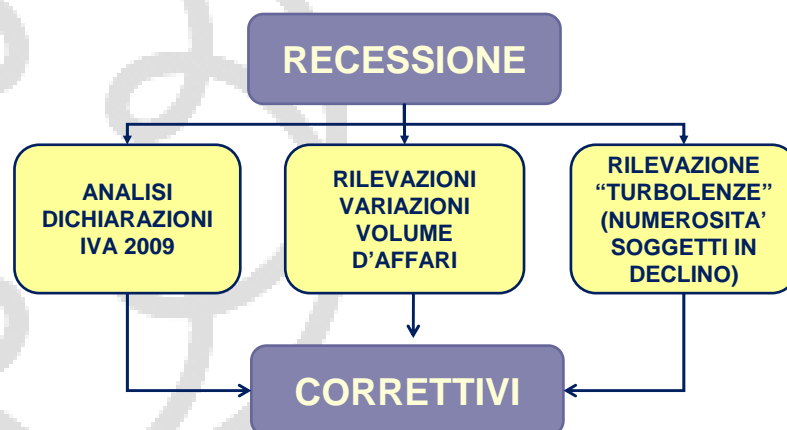 RECESSIONE
ANALISI
DICHIARAZIONI
IVA 2009
RILEVAZIONI
VARIAZIONI
VOLUME
D’AFFARI
RILEVAZIONE
“TURBOLENZE”
(NUMEROSITA’
SOGGETTI IN
DECLINO)
CORRETTIVI